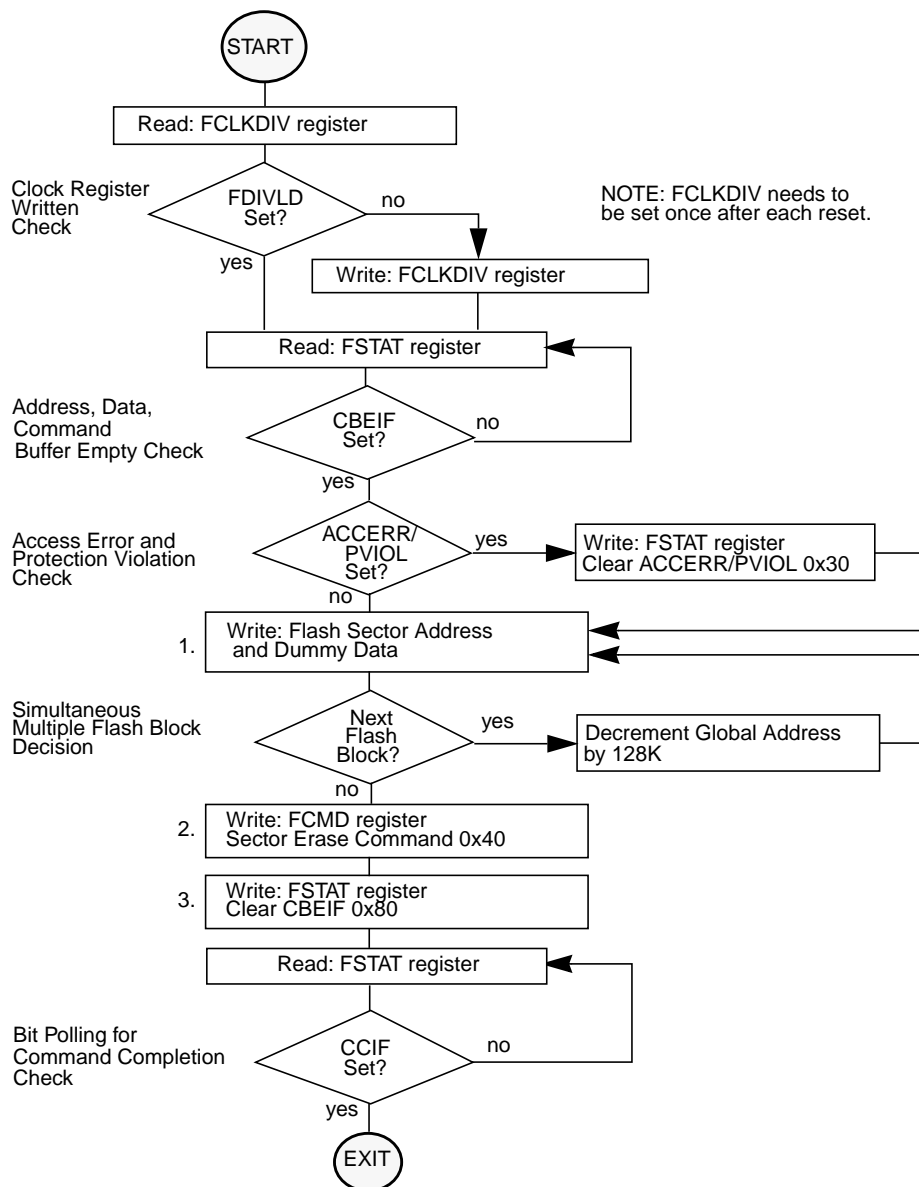 START
Read: FCLKDIV register
Clock Register
Written
Check
FDIVLD
Set?
no
NOTE: FCLKDIV needs to
be set once after each reset.
yes
Write: FCLKDIV register
Read: FSTAT register
Address, Data,
Command
Buffer Empty Check
CBEIF
Set?
no
yes
Access Error and
Protection Violation
Check
ACCERR/
PVIOL
Set?
yes
Write: FSTAT register
Clear ACCERR/PVIOL 0x30
no
1.
Write: Flash Sector Address
and Dummy Data
Simultaneous
Multiple Flash Block
Decision
Next
Flash
Block?
yes
Decrement Global Address
by 128K
no
2.
Write: FCMD register
Sector Erase Command 0x40
3.
Write: FSTAT register
Clear CBEIF 0x80
Read: FSTAT register
Bit Polling for
Command Completion
Check
CCIF
Set?
no
yes
EXIT